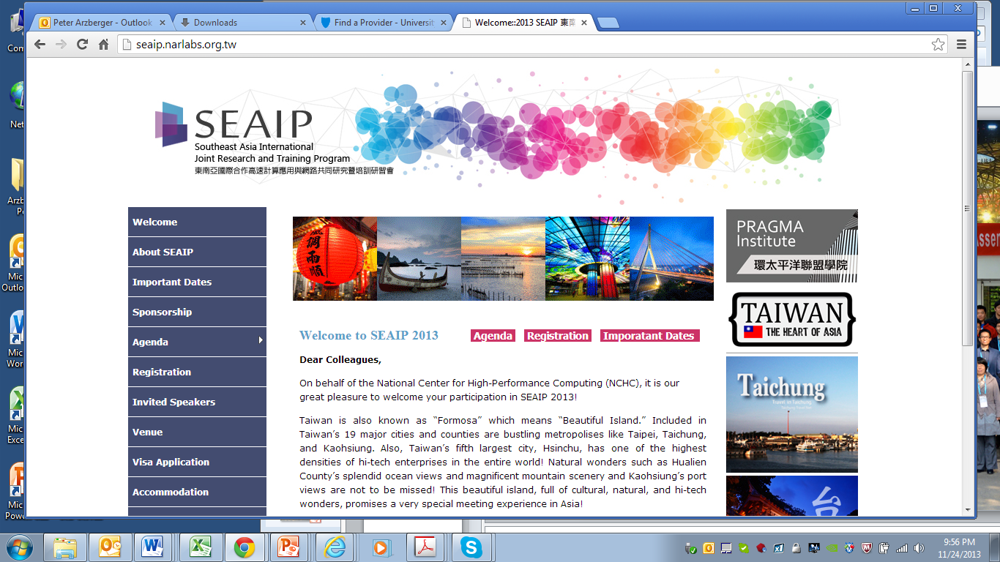 Peter Arzberger - Outlook
Downloads
Find a Provider - Universit
Welcome::2013 SEAIP 東南
seaip.narlabs.org.tw
SEAIP
Southeast Asia International
Joint Research and Training Program
東南亞國際合作高速計算應用與網路共同研究暨培訓研習會
Welcome
About SEAIP
Important Dates
Sponsorship
Agenda
Registration
Invited Speakers
Venue
Visa Application
Accommodation
風調雨順
Welcome to SEAIP 2013
Agenda
Registration
Imporatant Dates
Dear Colleagues,
On behalf of the National Center for High-Performance Computing (NCHC), it is our
great pleasure to welcome your participation in SEAIP 2013!
Taiwan is also known as “Formosa” which means “Beautiful Island.” Included in
Taiwan’s 19 major cities and counties are bustling metropolises like Taipei, Taichung,
and Kaohsiung. Also, Taiwan’s fifth largest city, Hsinchu, has one of the highest
densities of hi-tech enterprises in the entire world! Natural wonders such as Hualien
County’s splendid ocean views and magnificent mountain scenery and Kaohsiung’s port
views are not to be missed! This beautiful island, full of cultural, natural, and hi-tech
wonders, promises a very special meeting experience in Asia!
PRAGMA
Institute
環太平洋聯盟學院
TAIWAN
THE HEART OF ASIA
Taichung
Travel in Taichung
台
Com
Net
Arzb
Pe
Mic
Outlo
Mic
Wor
Mic
Exce
Mic
Powe
Assem
9:56 PM
11/24/2013